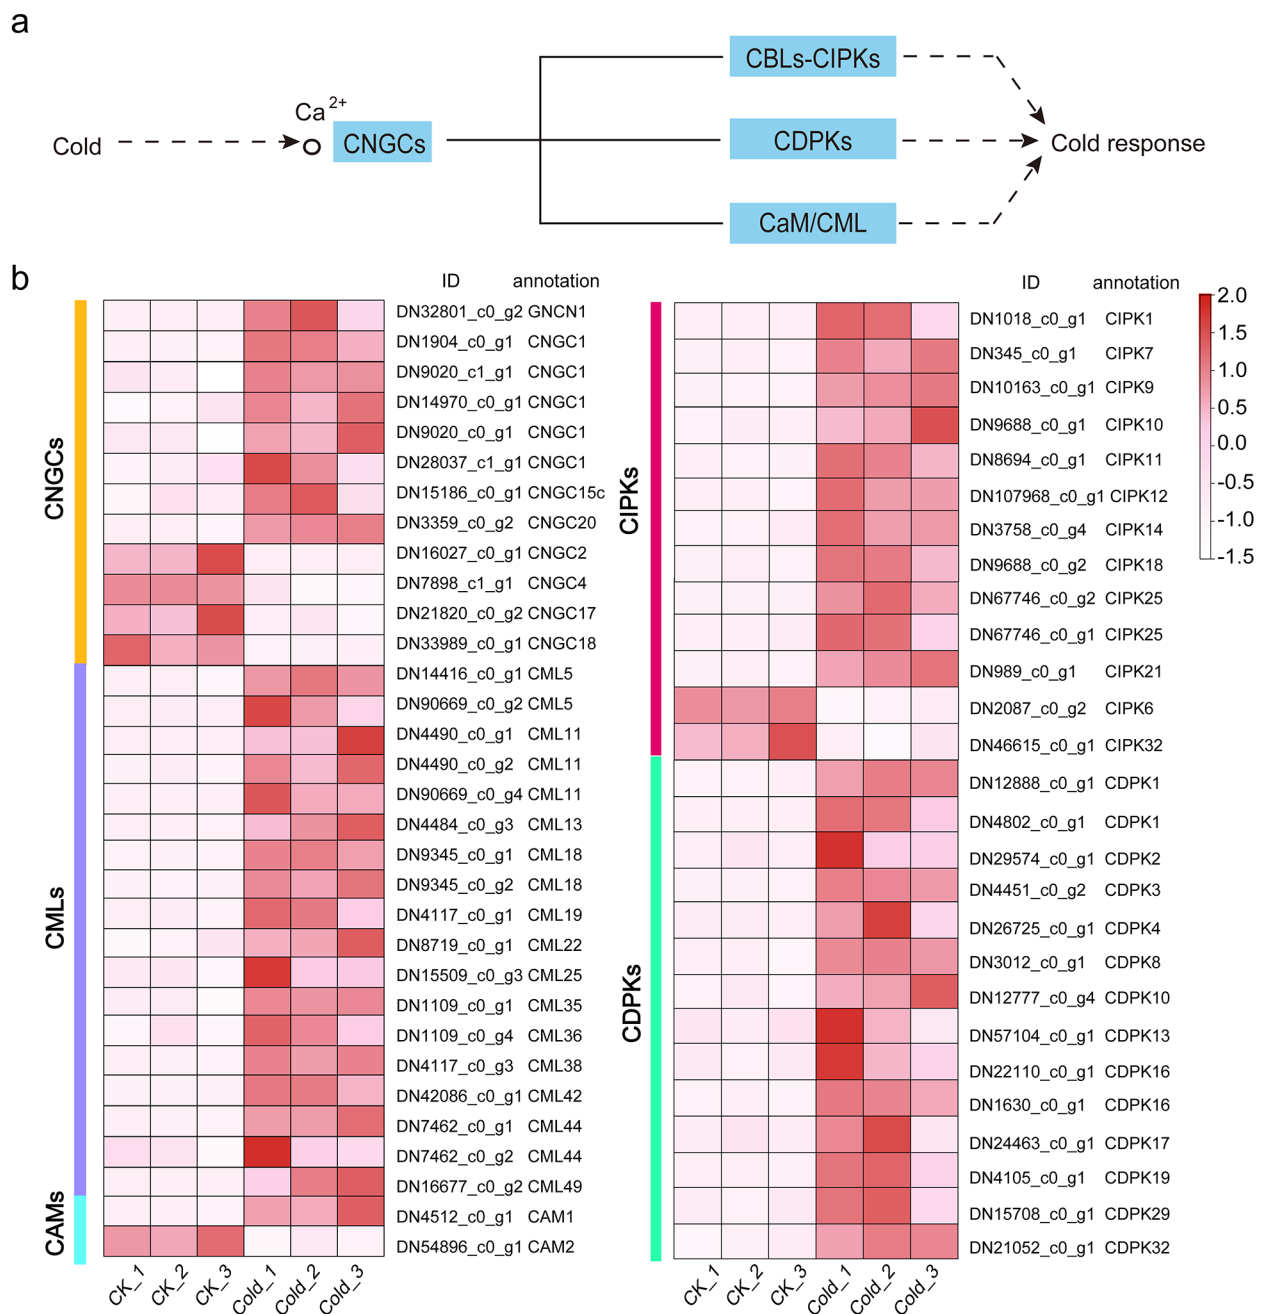 a
CBLs-CIPKs
Ca 2+
Cold
CNGCs
CDPKs
Cold response
CaM/CML
b
ID annotation
CNGCs
DN32801_c0_g2 GNCN1
DN1904_c0_g1 CNGC1
DN9020_c1_g1 CNGC1
DN14970_c0_g1 CNGC1
DN9020_c0_g1 CNGC1
DN28037_c1_g1 CNGC1
DN15186_c0_g1 CNGC15c
DN3359_c0_g2 CNGC20
DN16027_c0_g1 CNGC2
DN7898_c1_g1 CNGC4
DN21820_c0_g2 CNGC17
DN33989_c0_g1 CNGC18
CMLs
DN14416_c0_g1 CML5
DN90669_c0_g2 CML5
DN4490_c0_g1 CML11
DN4490_c0_g2 CML11
DN90669_c0_g4 CML11
DN4484_c0_g3 CML13
DN9345_c0_g1 CML18
DN9345_c0_g2 CML18
DN4117_c0_g1 CML19
DN8719_c0_g1 CML22
DN15509_c0_g3 CML25
DN1109_c0_g1 CML35
DN1109_c0_g4 CML36
DN4117_c0_g3 CML38
DN42086_c0_g1 CML42
DN7462_c0_g1 CML44
DN7462_c0_g2 CML44
DN16677_c0_g2 CML49
CAMs
DN4512_c0_g1 CAM1
DN54896_c0_g1 CAM2
CK_1 CK_2 CK_3 Cold_1 Cold_2 Cold_3
ID annotation
CIPKs
DN1018_c0_g1 CIPK1
DN345_c0_g1 CIPK7
DN10163_c0_g1 CIPK9
DN9688_c0_g1 CIPK10
DN8694_c0_g1 CIPK11
DN107968_c0_g1 CIPK12
DN3758_c0_g4 CIPK14
DN9688_c0_g2 CIPK18
DN67746_c0_g2 CIPK25
DN67746_c0_g1 CIPK25
DN989_c0_g1 CIPK21
DN2087_c0_g2 CIPK6
DN46615_c0_g1 CIPK32
CDPKs
DN12888_c0_g1 CDPK1
DN4802_c0_g1 CDPK1
DN29574_c0_g1 CDPK2
DN4451_c0_g2 CDPK3
DN26725_c0_g1 CDPK4
DN3012_c0_g1 CDPK8
DN12777_c0_g4 CDPK10
DN57104_c0_g1 CDPK13
DN22110_c0_g1 CDPK16
DN1630_c0_g1 CDPK16
DN24463_c0_g1 CDPK17
DN4105_c0_g1 CDPK19
DN15708_c0_g1 CDPK29
DN21052_c0_g1 CDPK32
CK_1 CK_2 CK_3 Cold_1 Cold_2 Cold_3
2.0
1.5
1.0
0.5
0.0
-0.5
-1.0
-1.5